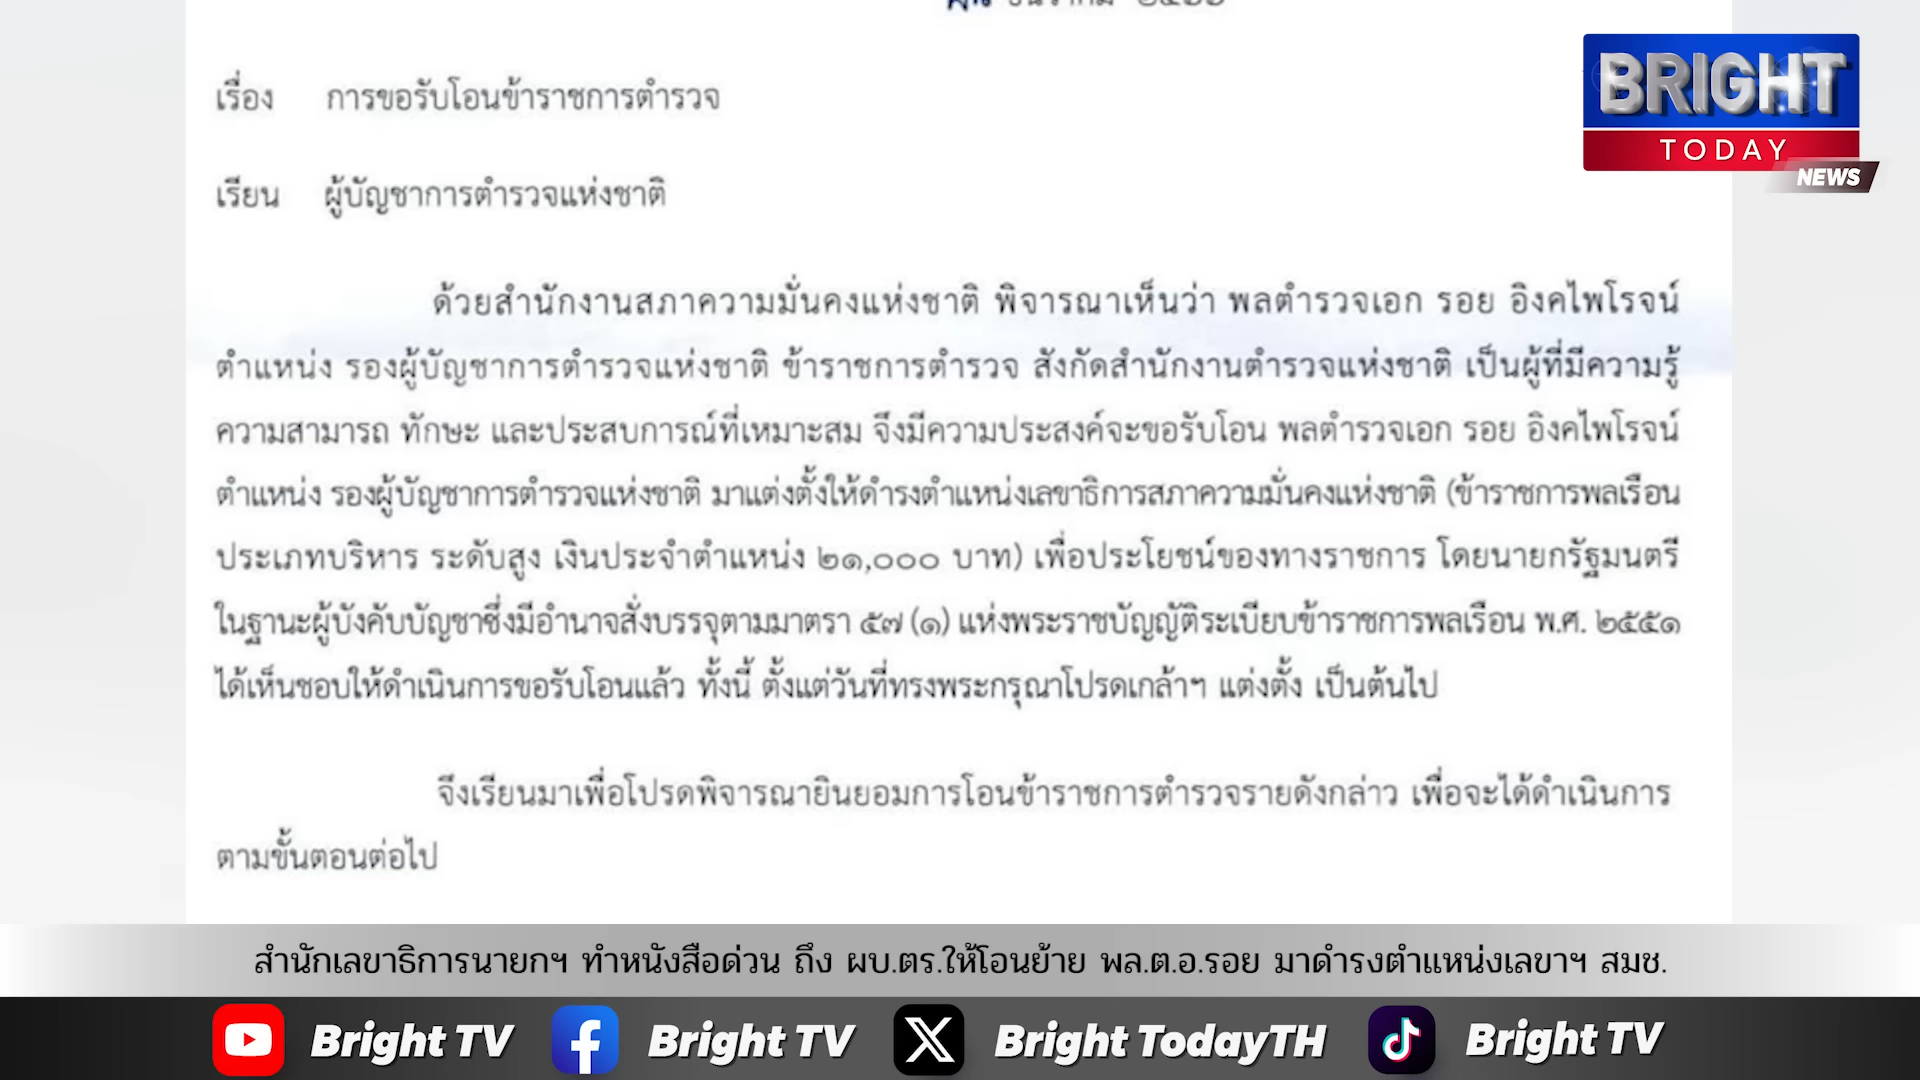 เรื่อง การขอรับโอนข้าราชการตำรวจ
เรียน ผู้บัญชาการตำรวจแห่งชาติ
ด้วยสำนักงานสภาความมั่นคงแห่งชาติ พิจารณาเห็นว่า พลตำรวจเอก รอย อิงคไพโรจน์
ตำแหน่ง รองผู้บัญชาการตำรวจแห่งชาติ ข้าราชการตำรวจ สังกัดสำนักงานตำรวจแห่งชาติ เป็นผู้ที่มีความรู้
ความสามารถ ทักษะ และประสบการณ์ที่เหมาะสม จึงมีความประสงค์จะขอรับโอน พลตำรวจเอก รอย อิงคไพโรจน์
ตำแหน่ง รองผู้บัญชาการตำรวจแห่งชาติ มาแต่งตั้งให้ดำรงตำแหน่งเลขาธิการสภาความมั่นคงแห่งชาติ (ข้าราชการพลเรือน
ประเภทบริหาร ระดับสูง เงินประจำตำแหน่ง ๒๑,๐๐๐ บาท) เพื่อประโยชน์ของทางราชการ โดยนายกรัฐมนตรี
ในฐานะผู้บังคับบัญชาซึ่งมีอำนาจสั่งบรรจุตามมาตรา ๕๗ (๑) แห่งพระราชบัญญัติระเบียบข้าราชการพลเรือน พ.ศ. ๒๕๕๑
ได้เห็นชอบให้ดำเนินการขอรับโอนแล้ว ทั้งนี้ ตั้งแต่วันที่ทรงพระกรุณาโปรดเกล้าฯ แต่งตั้ง เป็นต้นไป
จึงเรียนมาเพื่อโปรดพิจารณายินยอมการโอนข้าราชการตำรวจรายดังกล่าว เพื่อจะได้ดำเนินการ
ตามขั้นตอนต่อไป
BRIGHT
TODAY
NEWS
สำนักเลขาธิการนายกฯ ทำหนังสือด่วน ถึง ผบ.ตร.ให้โอนย้าย พล.ต.อ.รอย มาดำรงตำแหน่งเลขาฯ สมช.
Bright TV Bright TV Bright TodayTH Bright TV